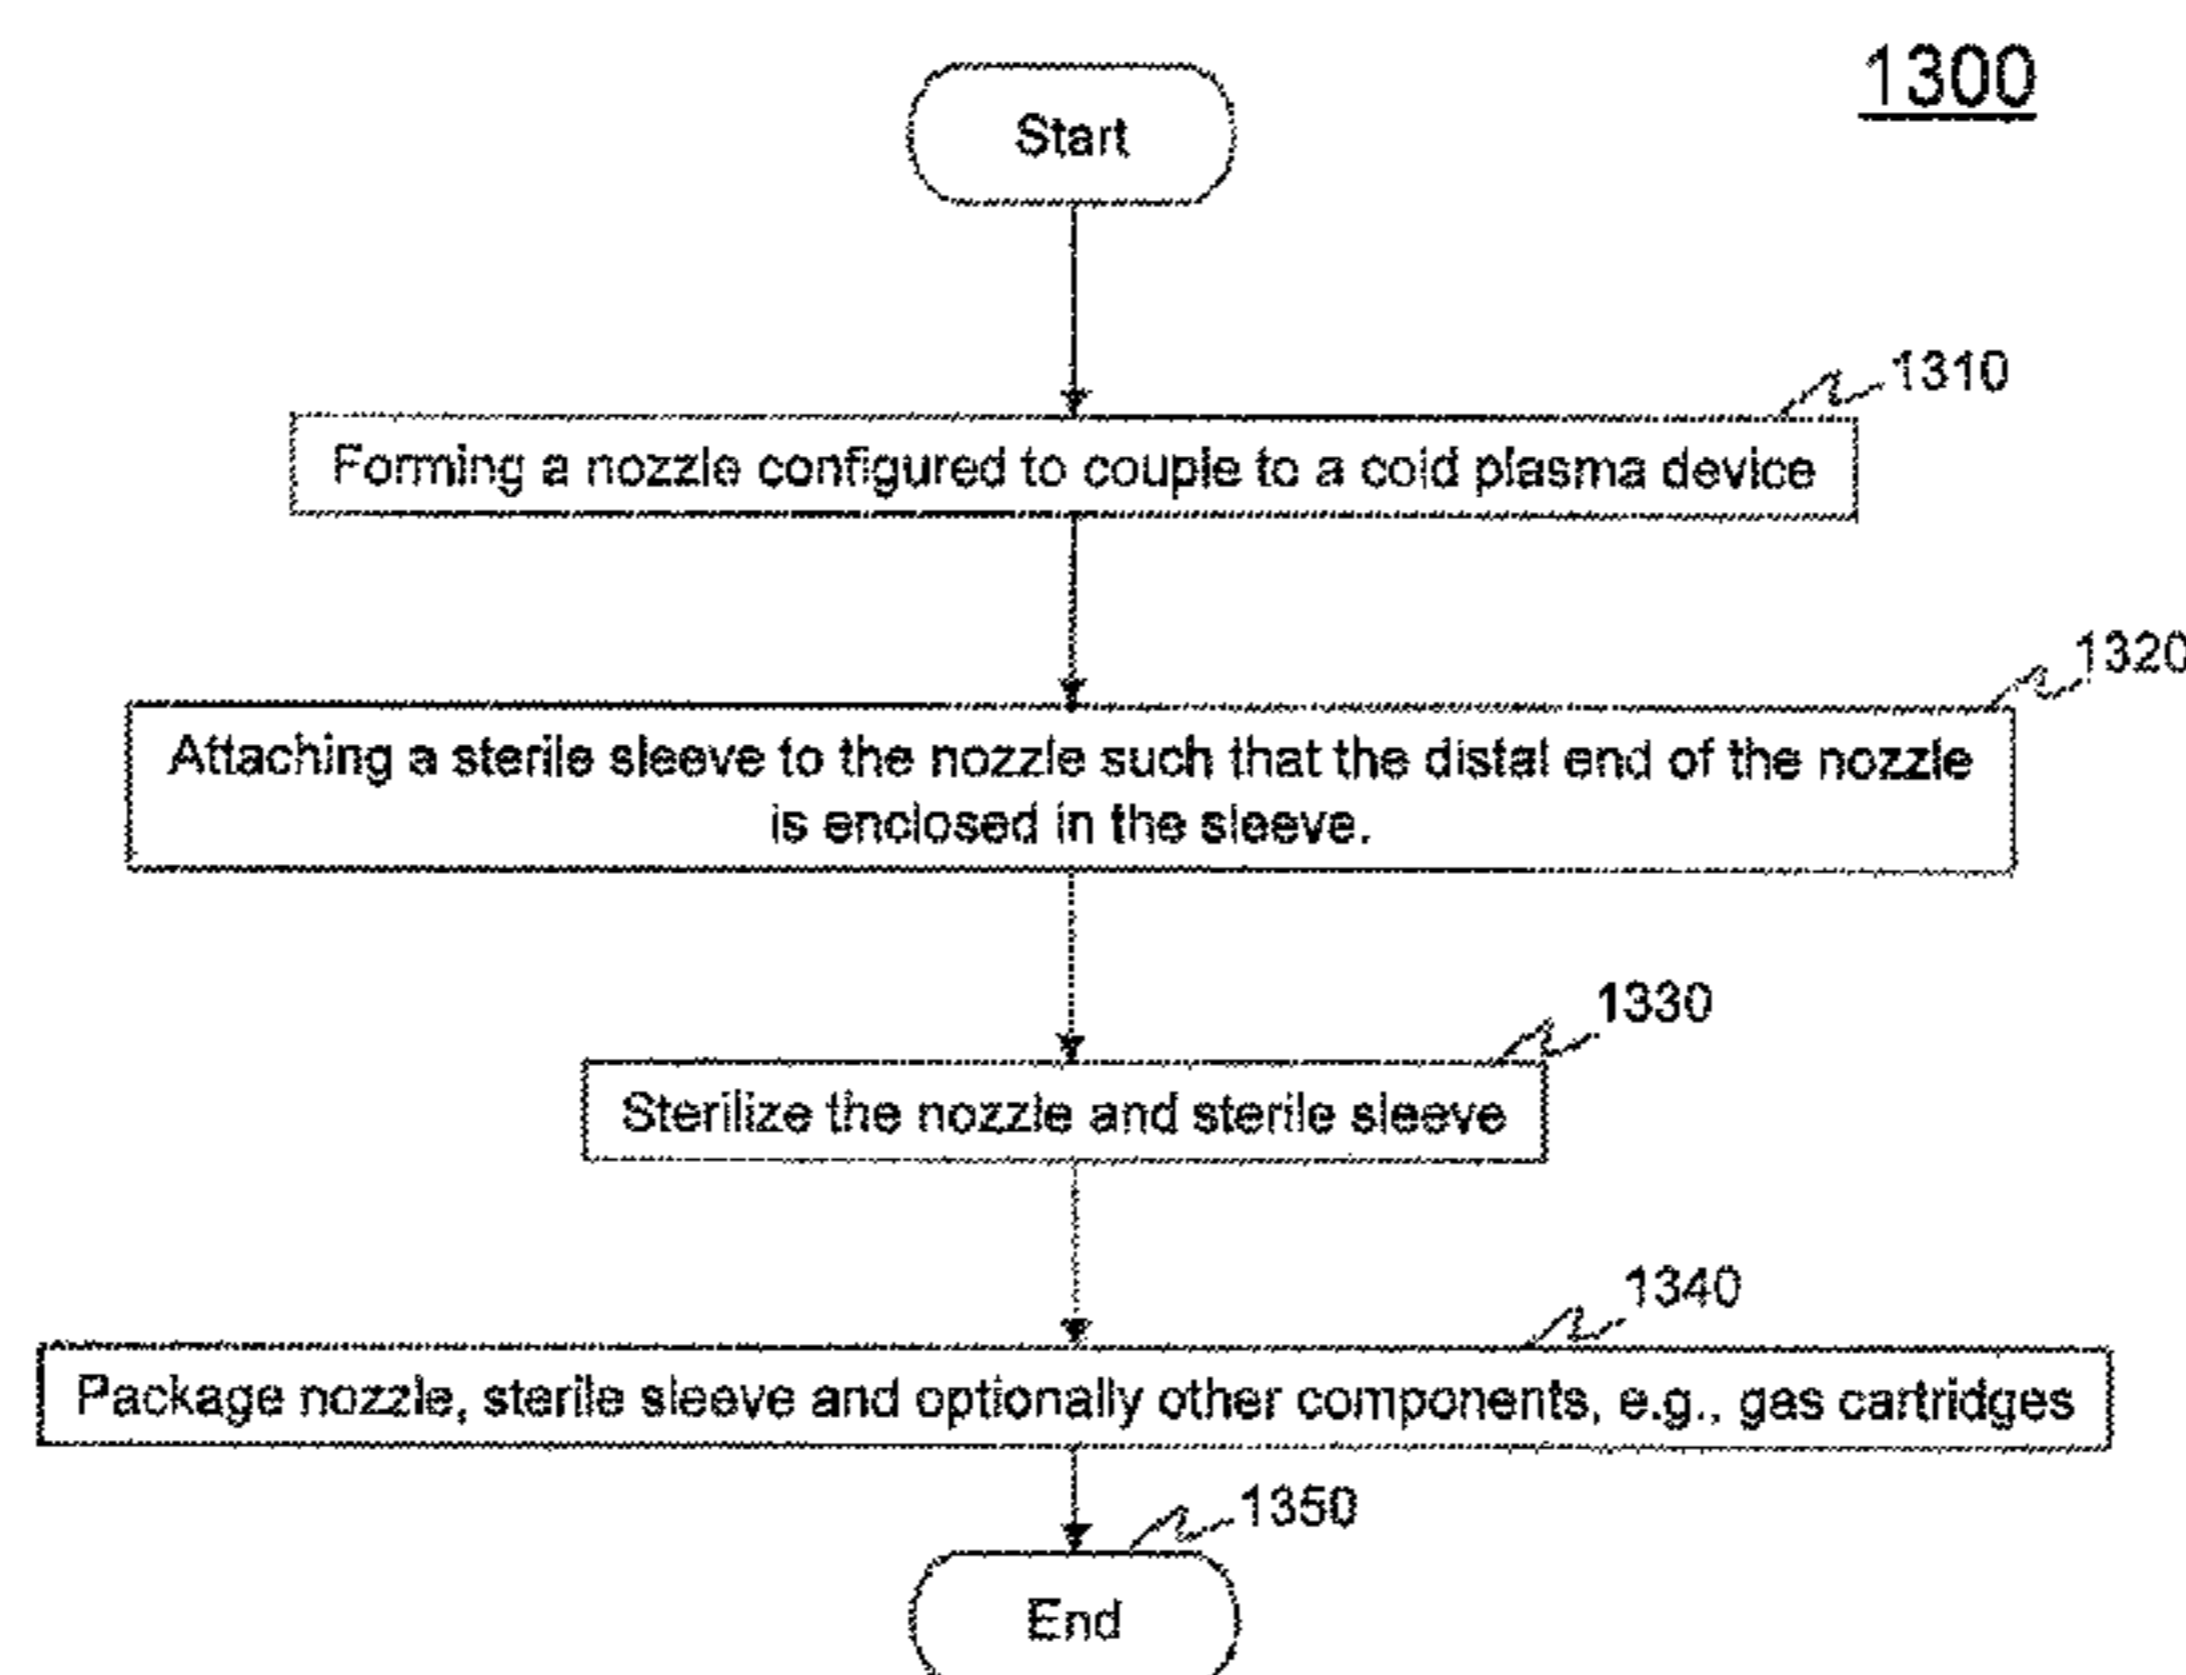 1300
Start
1310
Forming a nozzle configured to couple to a cold plasma device
1320
Attaching a sterile sleeve to the nozzle such that the distal end of the nozzle
is enclosed in the sleeve.
1330
Sterilize the nozzle and sterile sleeve
1340
Package nozzle, sterile sleeve and optionally other components, e.g., gas cartridges
1350
End